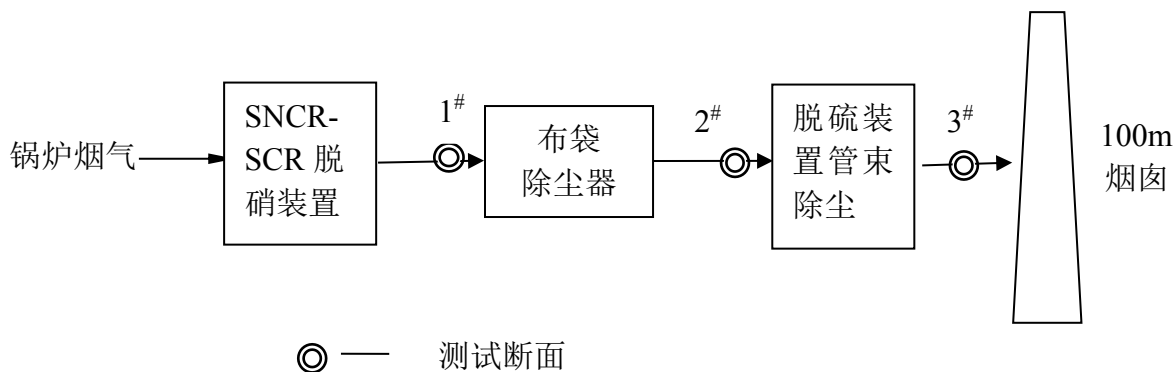 锅炉烟气
SNCR-
SCR 脱
硝装置
1#
布袋
除尘器
2#
脱硫装
置管束
除尘
3#
100m
烟囱
测试断面